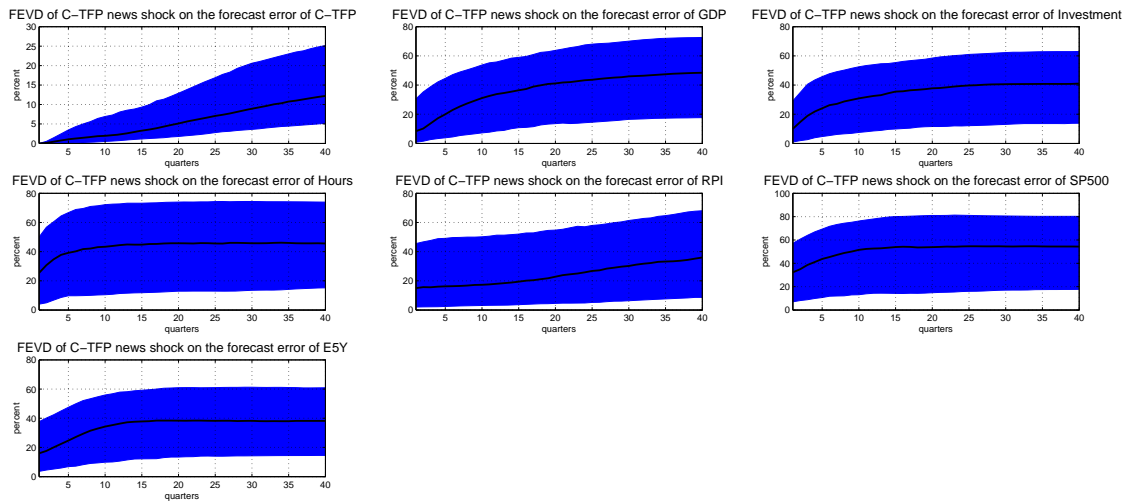 FEVD of C−TFP news shock on the forecast error of C−TFP
30
25
20
15
10
5
0
percent
5 10 15 20 25 30 35 40
quarters
FEVD of C−TFP news shock on the forecast error of GDP
80
60
40
20
0
percent
5 10 15 20 25 30 35 40
quarters
FEVD of C−TFP news shock on the forecast error of Investment
80
60
40
20
0
percent
5 10 15 20 25 30 35 40
quarters
FEVD of C−TFP news shock on the forecast error of Hours
80
60
40
20
0
percent
5 10 15 20 25 30 35 40
quarters
FEVD of C−TFP news shock on the forecast error of RPI
80
60
40
20
0
percent
5 10 15 20 25 30 35 40
quarters
FEVD of C−TFP news shock on the forecast error of SP500
100
80
60
40
20
0
percent
5 10 15 20 25 30 35 40
quarters
FEVD of C−TFP news shock on the forecast error of E5Y
80
60
40
20
0
percent
5 10 15 20 25 30 35 40
quarters